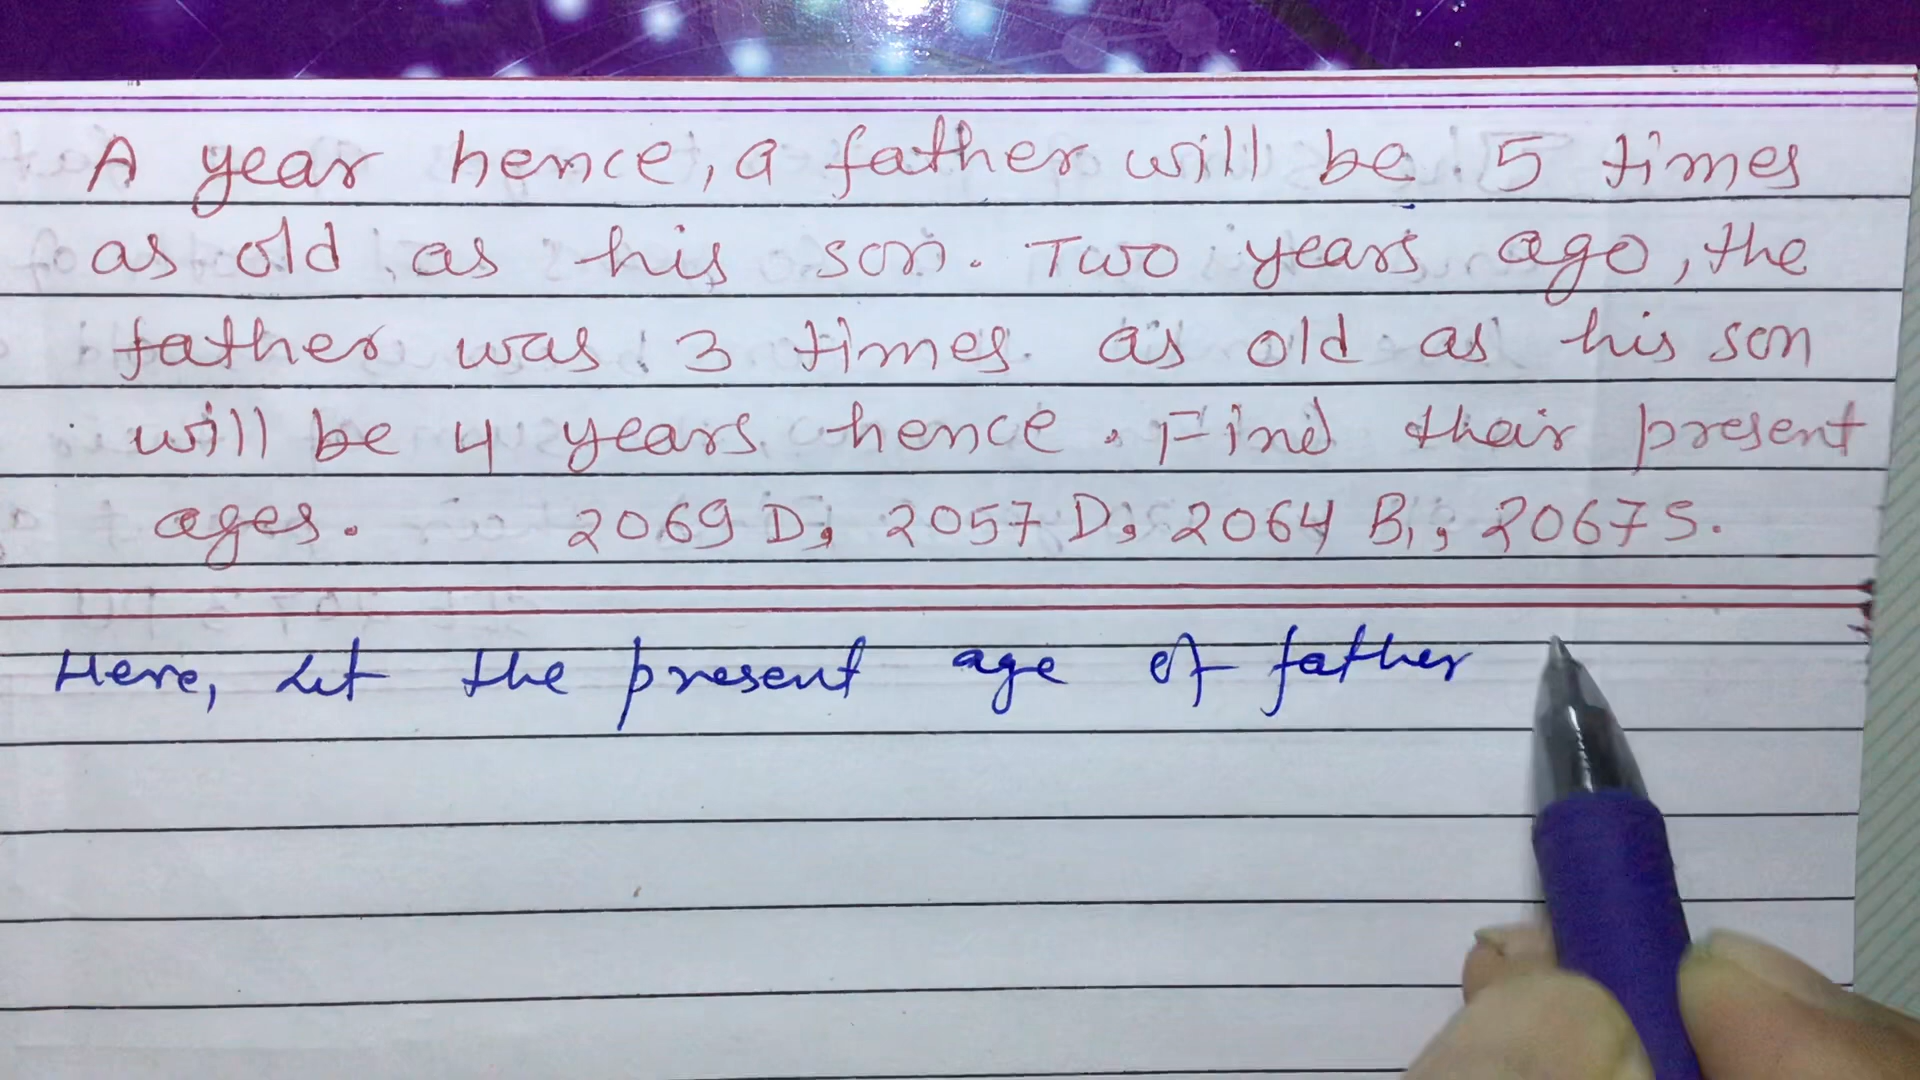 A year hence, a father will be 5 times
as old as his son. Two years ago, the
father was 3 times as old as his son
will be 4 years hence. Find their present
ages. 2069 D, 2057 D, 2064 B, ; 2067 S.
Here, Let the present age of father